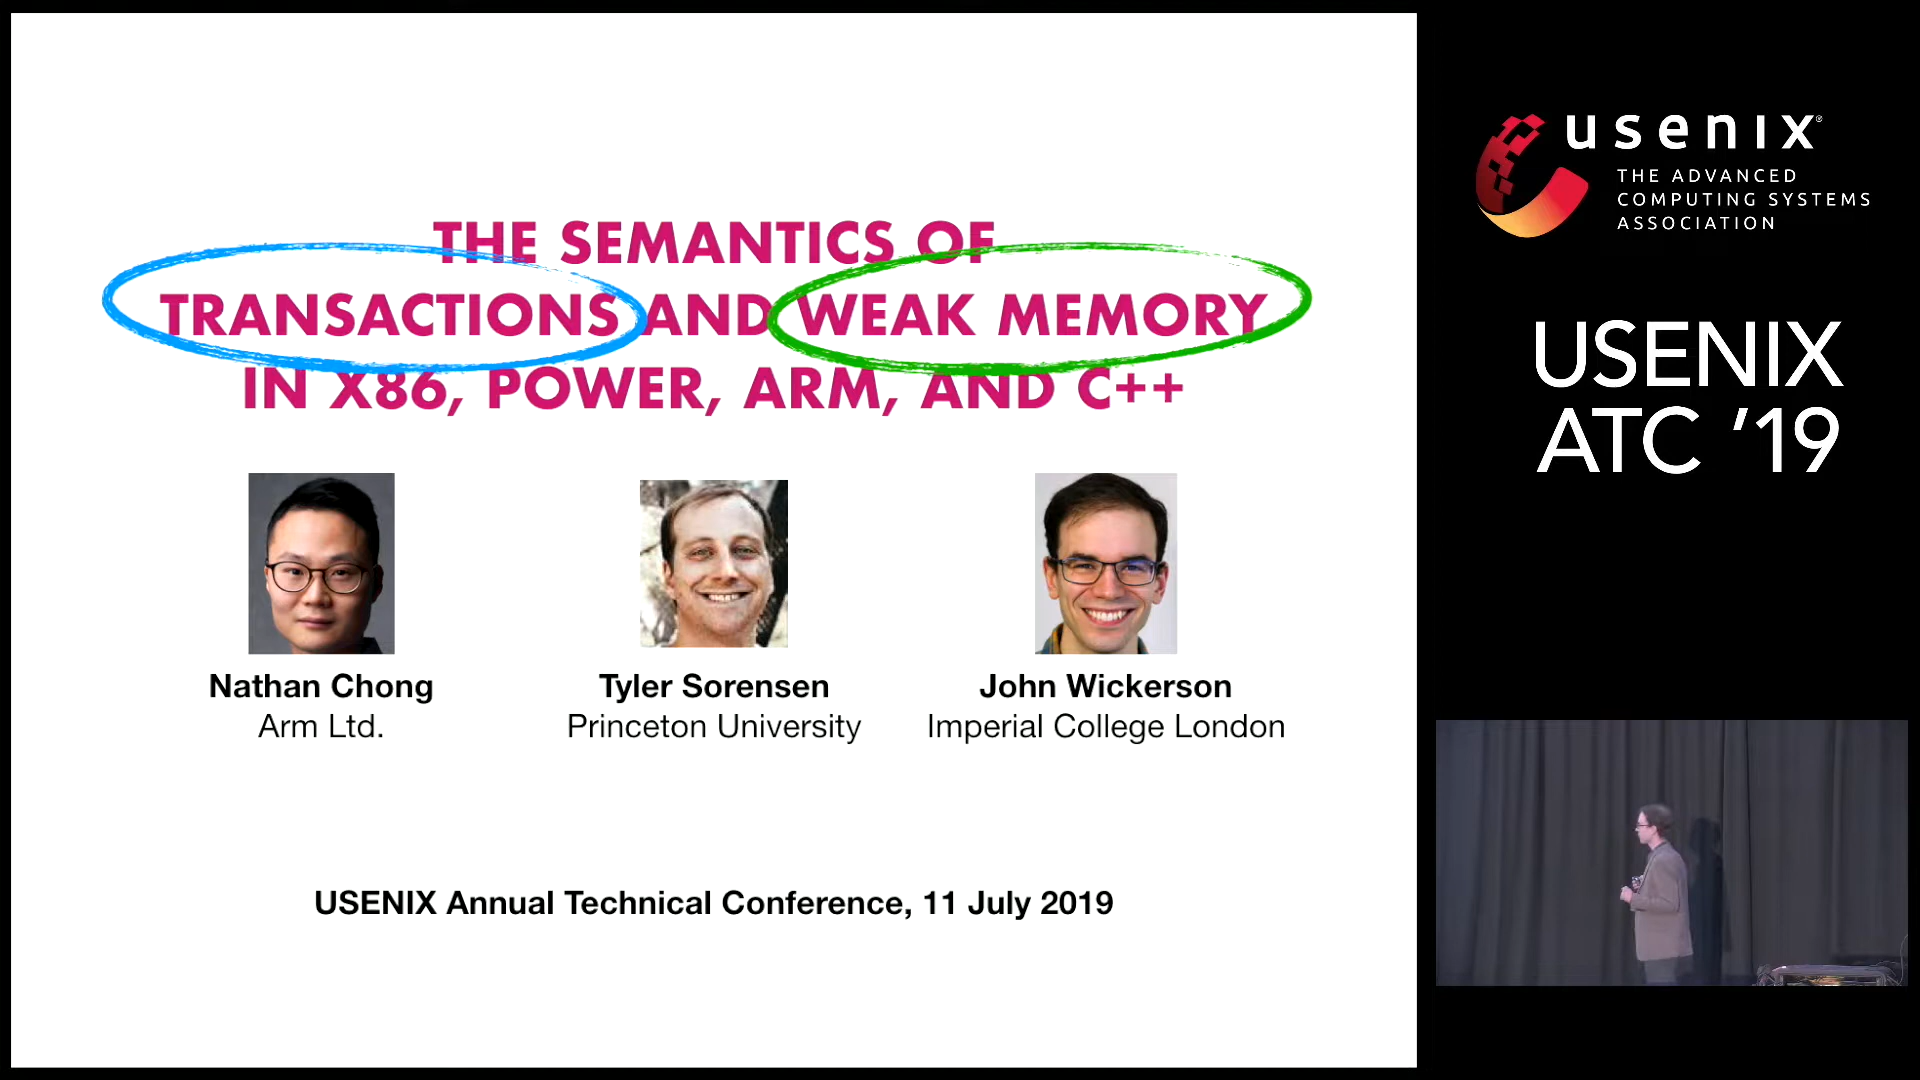 THE SEMANTICS OF
TRANSACTIONS AND WEAK MEMORY
IN X86, POWER, ARM, AND C++
Nathan Chong
Arm Ltd.
Tyler Sorensen
Princeton University
John Wickerson
Imperial College London
USENIX Annual Technical Conference, 11 July 2019
usenix®
THE ADVANCED
COMPUTING SYSTEMS
ASSOCIATION
USENIX
ATC ’19